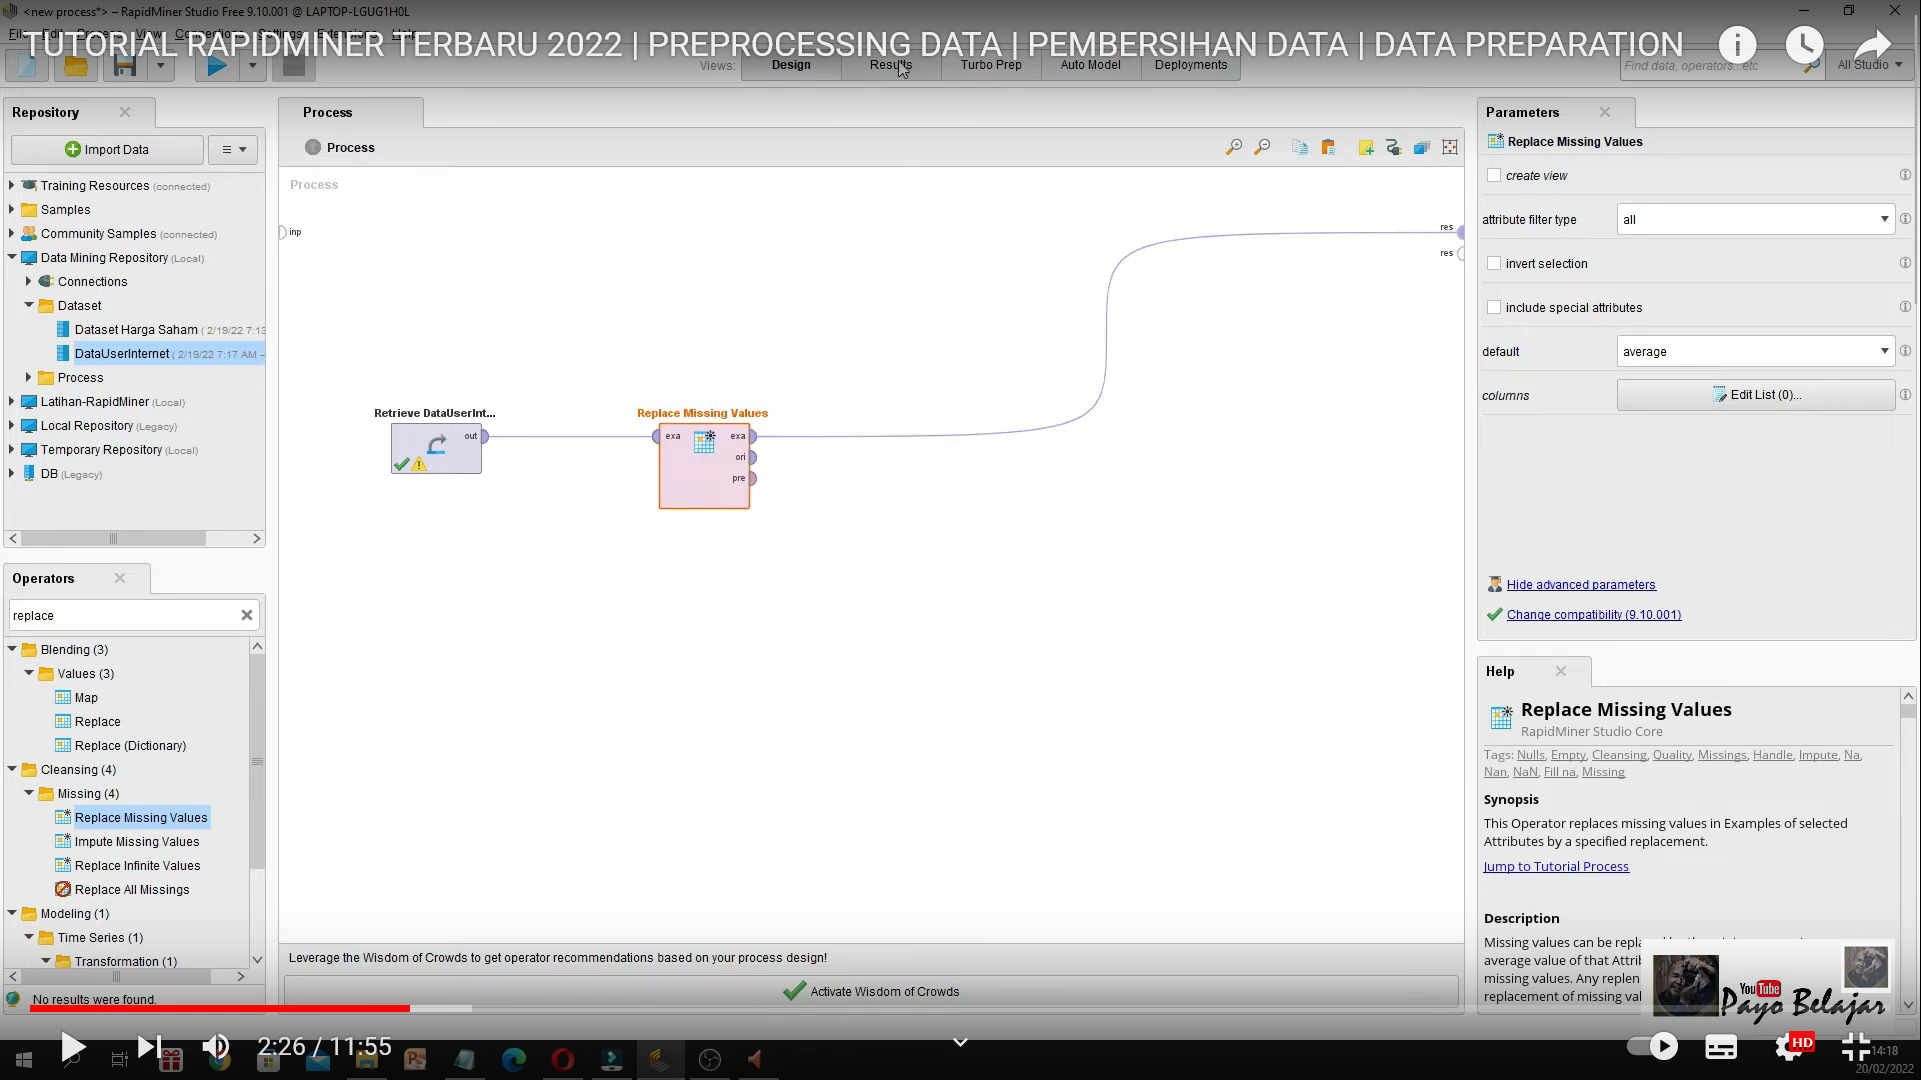 <new process*> – RapidMiner Studio Free 9.10.001 @ LAPTOP-LGUG1H0L
TUTORIAL RAPIDMINER TERBARU 2022 | PREPROCESSING DATA | PEMBERSIHAN DATA | DATA PREPARATION
Views:
Design
Results
Turbo Prep
Auto Model
Deployments
Find data, operators...etc
All Studio
Repository
Import Data
Training Resources (connected)
Samples
Community Samples (connected)
Data Mining Repository (Local)
Connections
Dataset
Dataset Harga Saham ( 2/19/22 7:13
DataUserInternet ( 2/19/22 7:17 AM –
Process
Latihan-RapidMiner (Local)
Local Repository (Legacy)
Temporary Repository (Local)
DB (Legacy)
Operators
replace
Blending (3)
Values (3)
Map
Replace
Replace (Dictionary)
Cleansing (4)
Missing (4)
Replace Missing Values
Impute Missing Values
Replace Infinite Values
Replace All Missings
Modeling (1)
Time Series (1)
Transformation (1)
No results were found.
Process
Process
Process
inp
res
res
Retrieve DataUserInt...
out
Replace Missing Values
exa
exa
ori
pre
Leverage the Wisdom of Crowds to get operator recommendations based on your process design!
Activate Wisdom of Crowds
Parameters
Replace Missing Values
create view
attribute filter type
all
invert selection
include special attributes
default
average
columns
Edit List (0)...
Hide advanced parameters
Change compatibility (9.10.001)
Help
Replace Missing Values
RapidMiner Studio Core
Tags: Nulls, Empty, Cleansing, Quality, Missings, Handle, Impute, Na,
Nan, NaN, Fill na, Missing
Synopsis
This Operator replaces missing values in Examples of selected
Attributes by a specified replacement.
Jump to Tutorial Process
Description
Missing values can be
average value of that
missing values. Any
replacement of missing
YouTube
Payo Belajar
2:26 / 11:55
HD
14:18
20/02/2022